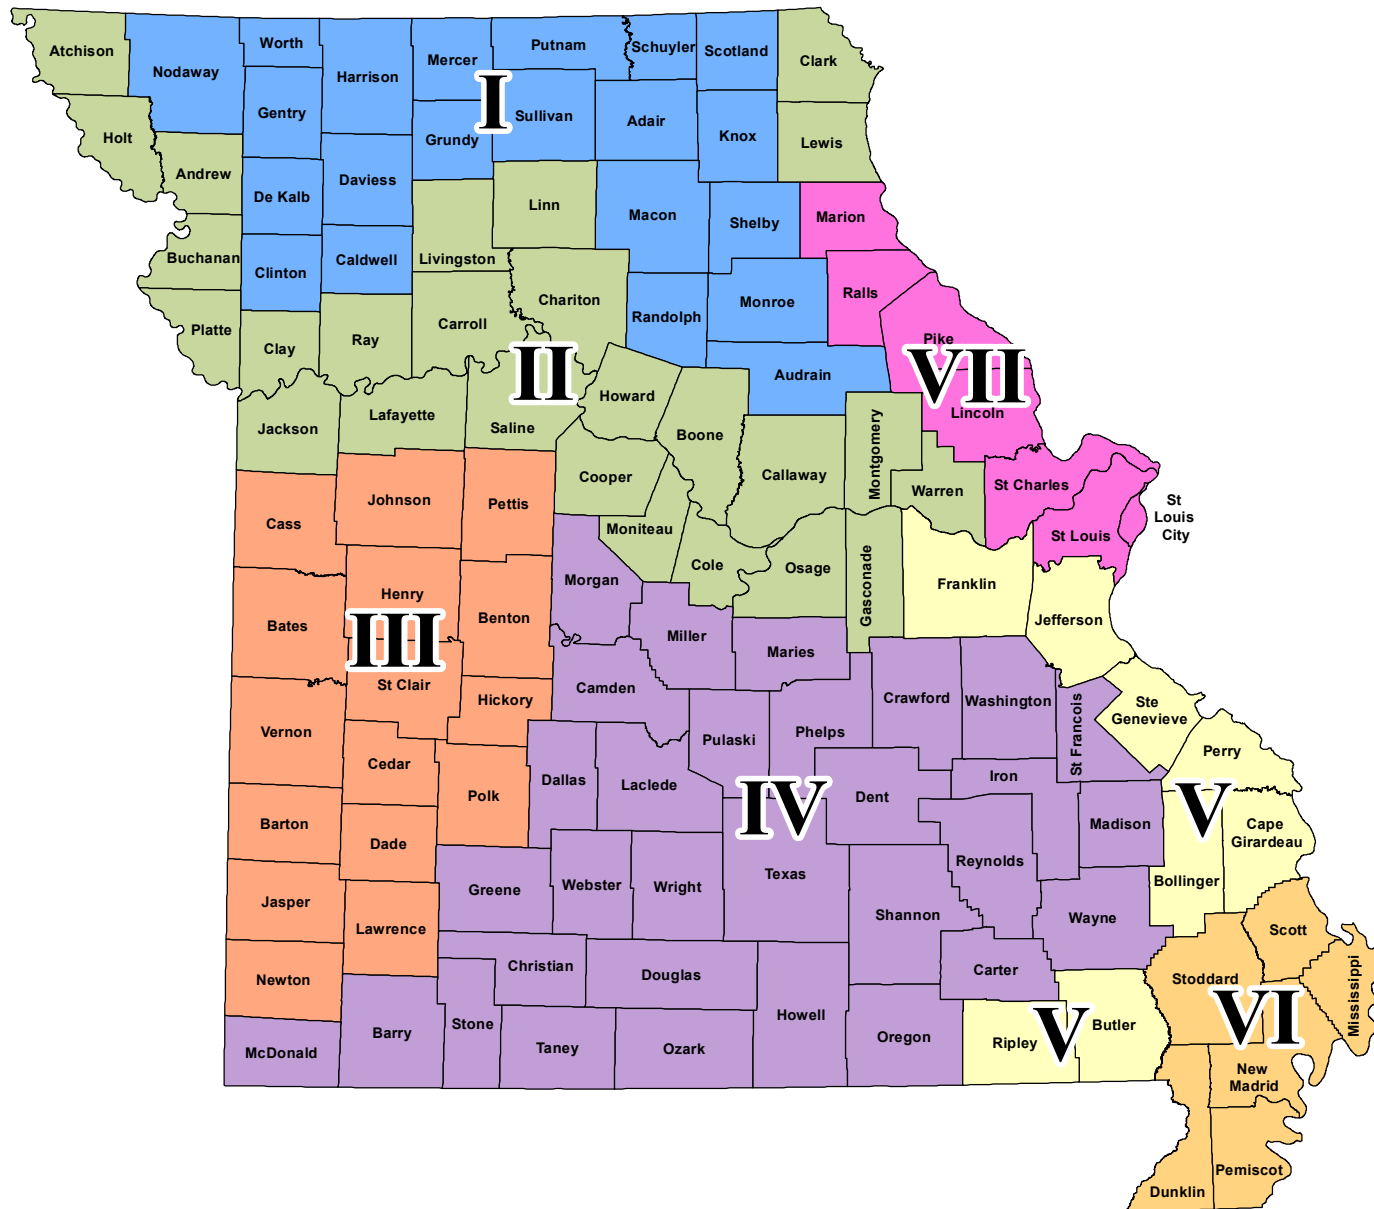 Atchison
Nodaway
Worth
Harrison
Mercer
Putnam
Schuyler
Scotland
Clark
Holt
Gentry
I
Sullivan
Adair
Knox
Lewis
Andrew
De Kalb
Daviess
Grundy
Linn
Macon
Shelby
Marion
Buchanan
Clinton
Caldwell
Livingston
Chariton
Randolph
Monroe
Ralls
Platte
Clay
Ray
Carroll
II
Audrain
Pike
VII
Lincoln
Jackson
Lafayette
Saline
Howard
Boone
Callaway
Montgomery
Warren
St Charles
St
Louis
City
St Louis
Cass
Johnson
Pettis
Cooper
Moniteau
Cole
Osage
Gasconade
Franklin
Jefferson
Bates
Henry
III
St Clair
Benton
Morgan
Miller
Maries
Camden
Hickory
Vernon
Cedar
Polk
Dallas
Laclede
Pulaski
Phelps
Crawford
Washington
St Francois
Ste
Genevieve
Perry
Barton
Dade
IV
Dent
Iron
Madison
V
Cape
Girardeau
Bollinger
Jasper
Lawrence
Greene
Webster
Wright
Texas
Reynolds
Shannon
Wayne
Scott
Mississippi
Newton
Christian
Douglas
Howell
Carter
Stoddard
VI
McDonald
Barry
Stone
Taney
Ozark
Oregon
Ripley
V
Butler
New
Madrid
Pemiscot
Dunklin